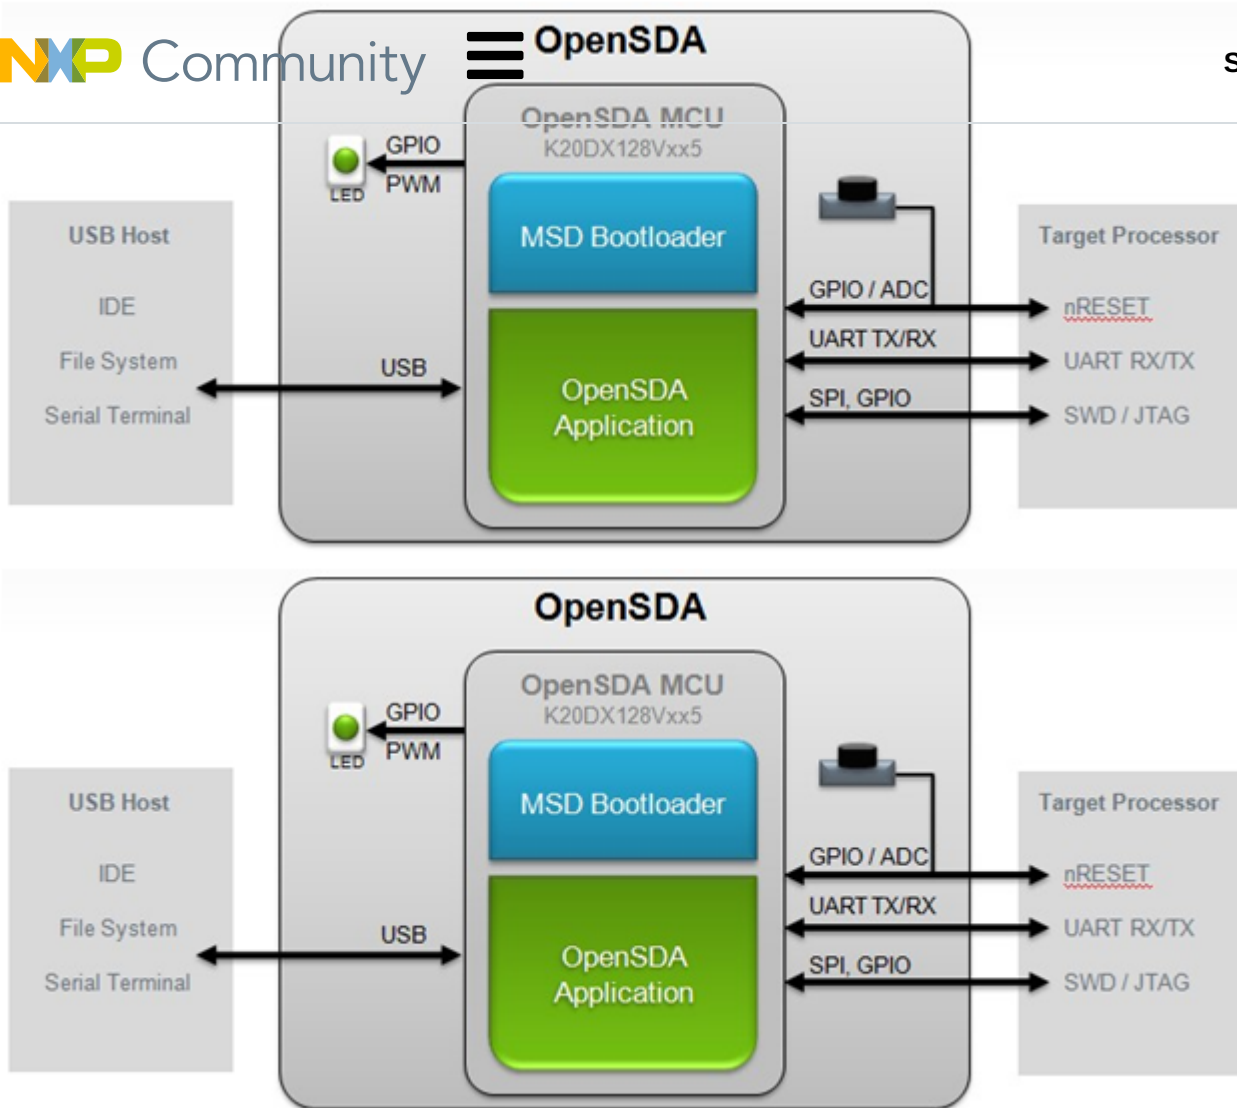 OpenSDA
NXP Community
S
OpenSDA MCU
K20DX128Vxx5
GPIO
PWM
LED
MSD Bootloader
USB Host
IDE
File System
Serial Terminal
USB
OpenSDA
Application
GPIO / ADC
UART TX/RX
SPI, GPIO
Target Processor
nRESET
UART RX/TX
SWD / JTAG
OpenSDA
OpenSDA MCU
K20DX128Vxx5
GPIO
PWM
LED
MSD Bootloader
USB Host
IDE
File System
Serial Terminal
USB
OpenSDA
Application
GPIO / ADC
UART TX/RX
SPI, GPIO
Target Processor
nRESET
UART RX/TX
SWD / JTAG